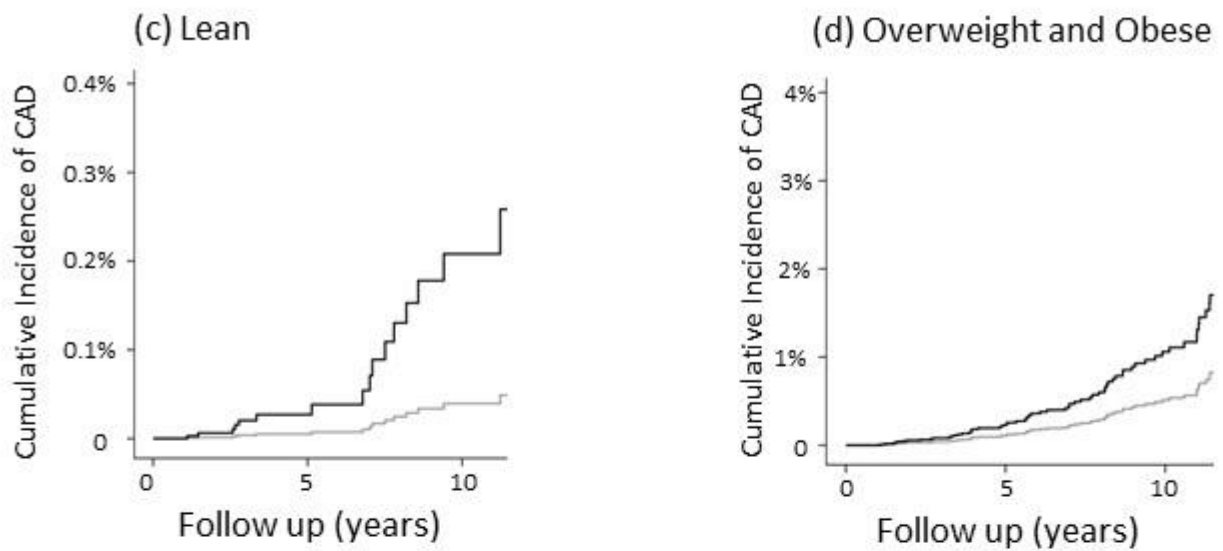 (c) Lean
Cumulative Incidence of CAD
0.4%
0.3%
0.2%
0.1%
0
0 5 10
Follow up (years)
(d) Overweight and Obese
Cumulative Incidence of CAD
4%
3%
2%
1%
0
0 5 10
Follow up (years)